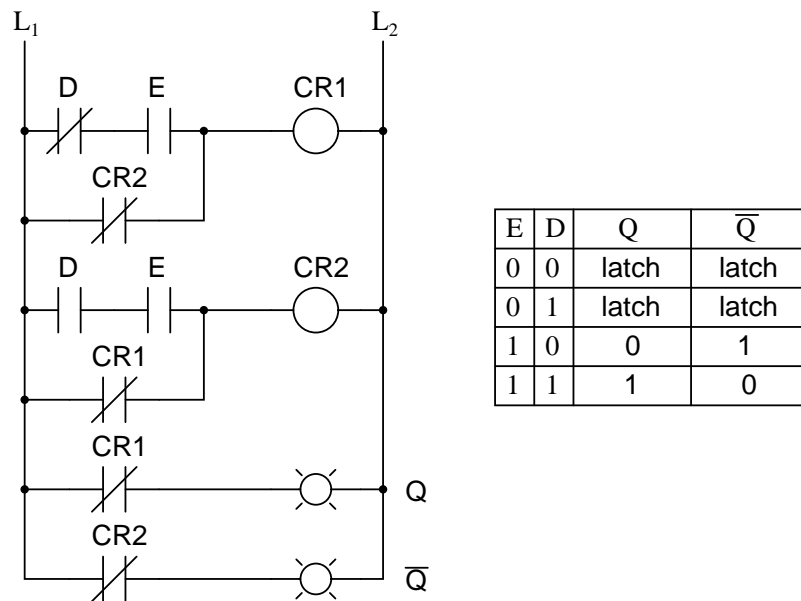 L₁ L₂
D E CR1
CR2
D E CR2
CR1
CR1
Q
CR2
Q̅
E D Q Q̅
0 0 latch latch
0 1 latch latch
1 0 0 1
1 1 1 0